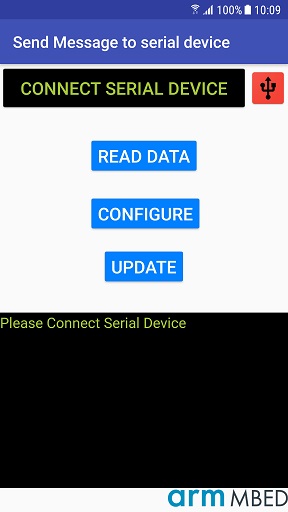 100% 10:09
Send Message to serial device
CONNECT SERIAL DEVICE
READ DATA
CONFIGURE
UPDATE
Please Connect Serial Device
arm MBED